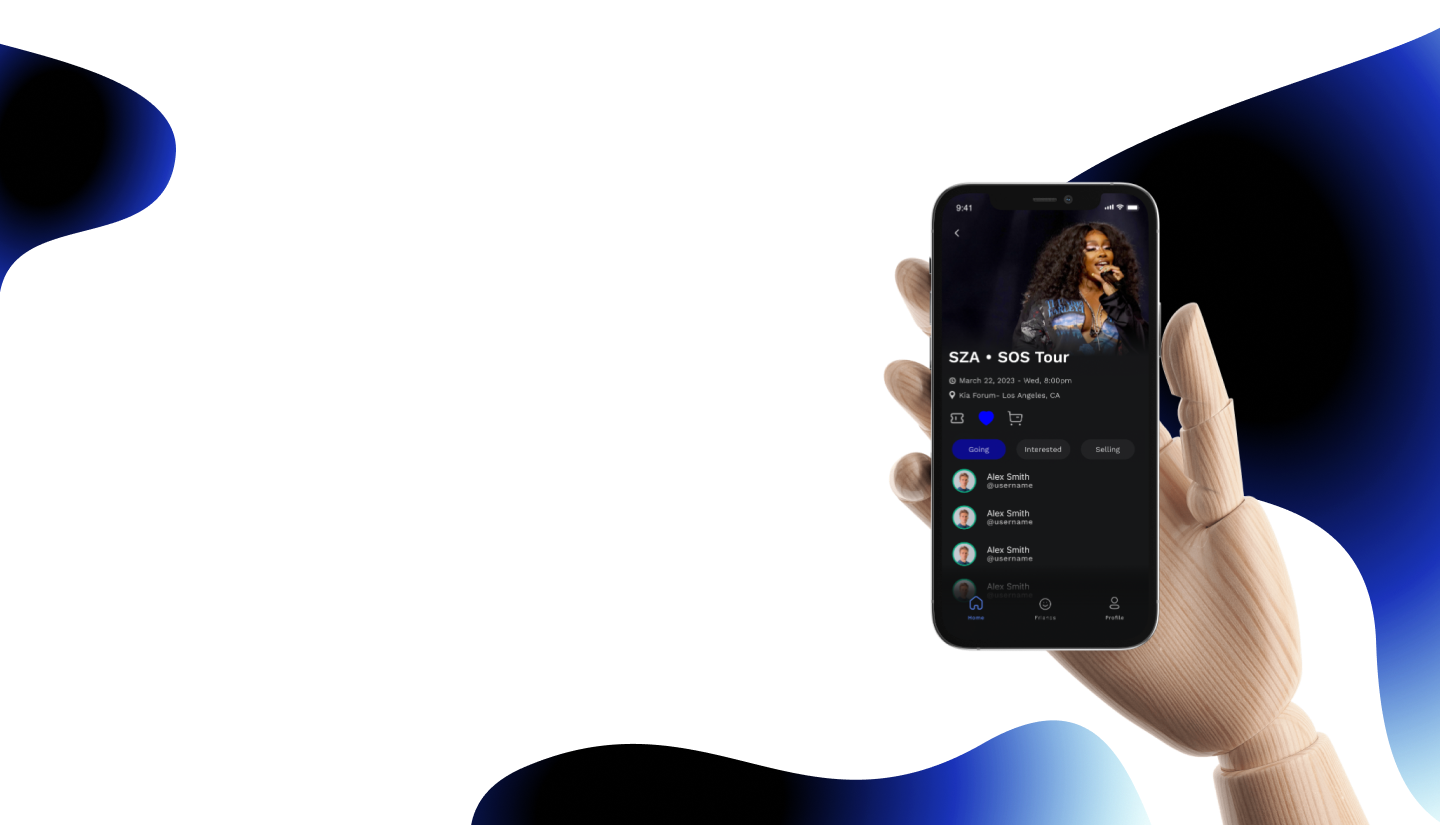 9:41
SZA • SOS Tour
March 22, 2023 - Wed, 8:00pm
Kia Forum- Los Angeles, CA
Going
Interested
Selling
Alex Smith
@username
Alex Smith
@username
Alex Smith
@username
Alex Smith
@username
Home
Profile